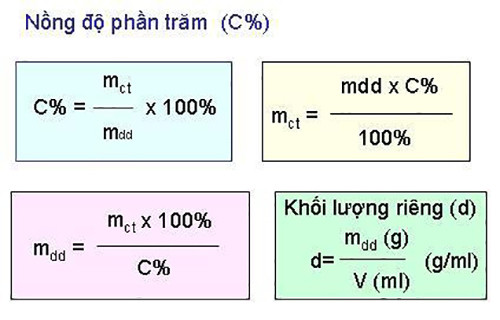 Nồng độ phần trăm (C%)
C% = m_ct / m_dd x 100%
m_ct = mdd x C% / 100%
m_dd = m_ct x 100% / C%
Khối lượng riêng (d)
d= m_dd (g) / V (ml) (g/ml)